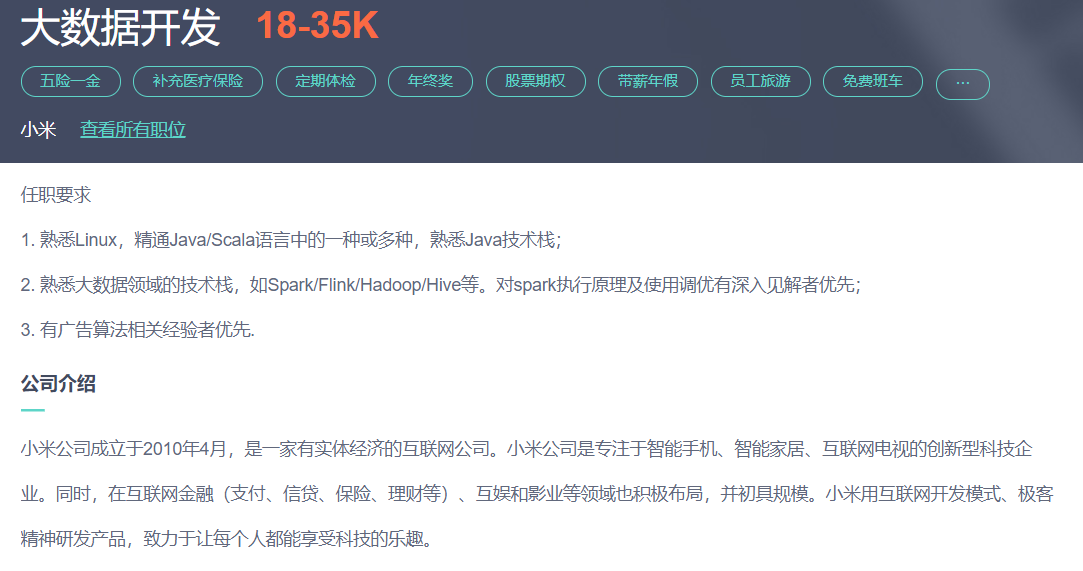 大数据开发 18-35K
五险一金 补充医疗保险 定期体检 年终奖 股票期权 带薪年假 员工旅游 免费班车 ...
小米 查看所有职位
任职要求
1. 熟悉Linux，精通Java/Scala语言中的一种或多种，熟悉Java技术栈；
2. 熟悉大数据领域的技术栈，如Spark/Flink/Hadoop/Hive等。对spark执行原理及使用调优有深入见解者优先；
3. 有广告算法相关经验者优先.
公司介绍
小米公司成立于2010年4月，是一家有实体经济的互联网公司。小米公司是专注于智能手机、智能家居、互联网电视的创新型科技企
业。同时，在互联网金融（支付、信贷、保险、理财等）、互娱和影业等领域也积极布局，并初具规模。小米用互联网开发模式、极客
精神研发产品，致力于让每个人都能享受科技的乐趣。